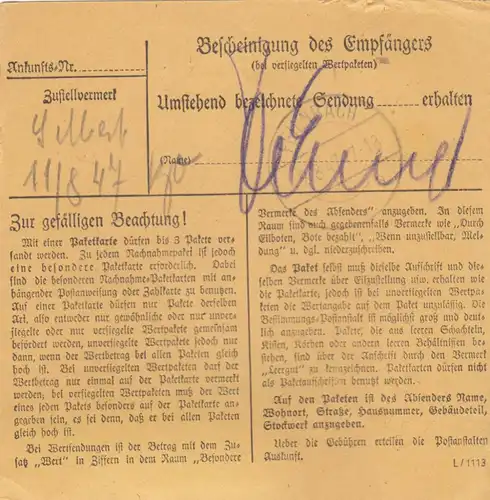 Ankunfts-Nr.
Zustellvermerk
Selbst
11/8 47
Bescheinigung des Empfängers
(bei versiegelten Wertpaketen)
Umstehend bezeichnete Sendung erhalten
(Name)
Zur gefälligen Beachtung!
Mit einer Paketkarte dürfen bis 3 Pakete ver-
sandt werden. Zu jedem Nachnahmepaket ist jedoch
eine besondere Paketkarte erforderlich. Dabei
sind die besonderen Nachnahme-Paketkarten mit an-
hängender Postanweisung oder Zahlkarte zu benutzen.
Auf einer Paketkarte dürfen nur Pakete derselben
Art, also entweder nur gewöhnliche oder nur unver-
siegelte oder nur versiegelte Wertpakete gemeinsam
befördert werden, unversiegelte Wertpakete jedoch nur
dann, wenn der Wertbetrag bei allen Paketen gleich
hoch ist. Bei unversiegelten Wertpaketen darf der
Wertbetrag nur einmal auf der Paketkarte vermerkt
werden; bei versiegelten Wertpaketen muß der Wert
eines jeden Pakets besonders auf der Paketkarte an-
gegeben sein, es sei denn, daß er bei allen Paketen
gleich hoch ist.
Bei Wertsendungen ist der Betrag mit dem Zu-
satz „Wert" in Ziffern in dem Raum „Besondere
Vermerke des Absenders" anzugeben. In diesem
Raum sind auch gegebenenfalls Vermerke wie „Durch
Eilboten, Bote bezahlt", „Wenn unzustellbar, Mel-
dung" u. dgl. niederzuschreiben.
Das Paket selbst muß dieselbe Aufschrift und die-
selben Vermerke über Einzustellung usw. erhalten wie
die Paketkarte, jedoch ist bei unversiegelten Wertpa-
keten die Wertangabe auf dem Paket unzulässig. Die
Bestimmungs-Postanstalt ist möglichst groß und deut-
lich anzugeben. Pakete, die aus leeren Schachteln,
Kisten, Körben oder anderen leeren Behältnissen be-
stehen, sind über der Anschrift durch den Vermerk
„Leergut" zu kennzeichnen. Paketkarten dürfen nicht
als Paketaufschriften benutzt werden.
Auf den Paketen ist des Absenders Name,
Wohnort, Straße, Hausnummer, Gebäudeteil,
Stockwerk anzugeben.
Ueber die Gebühren erteilen die Postanstalten
Auskunft.
L/1113